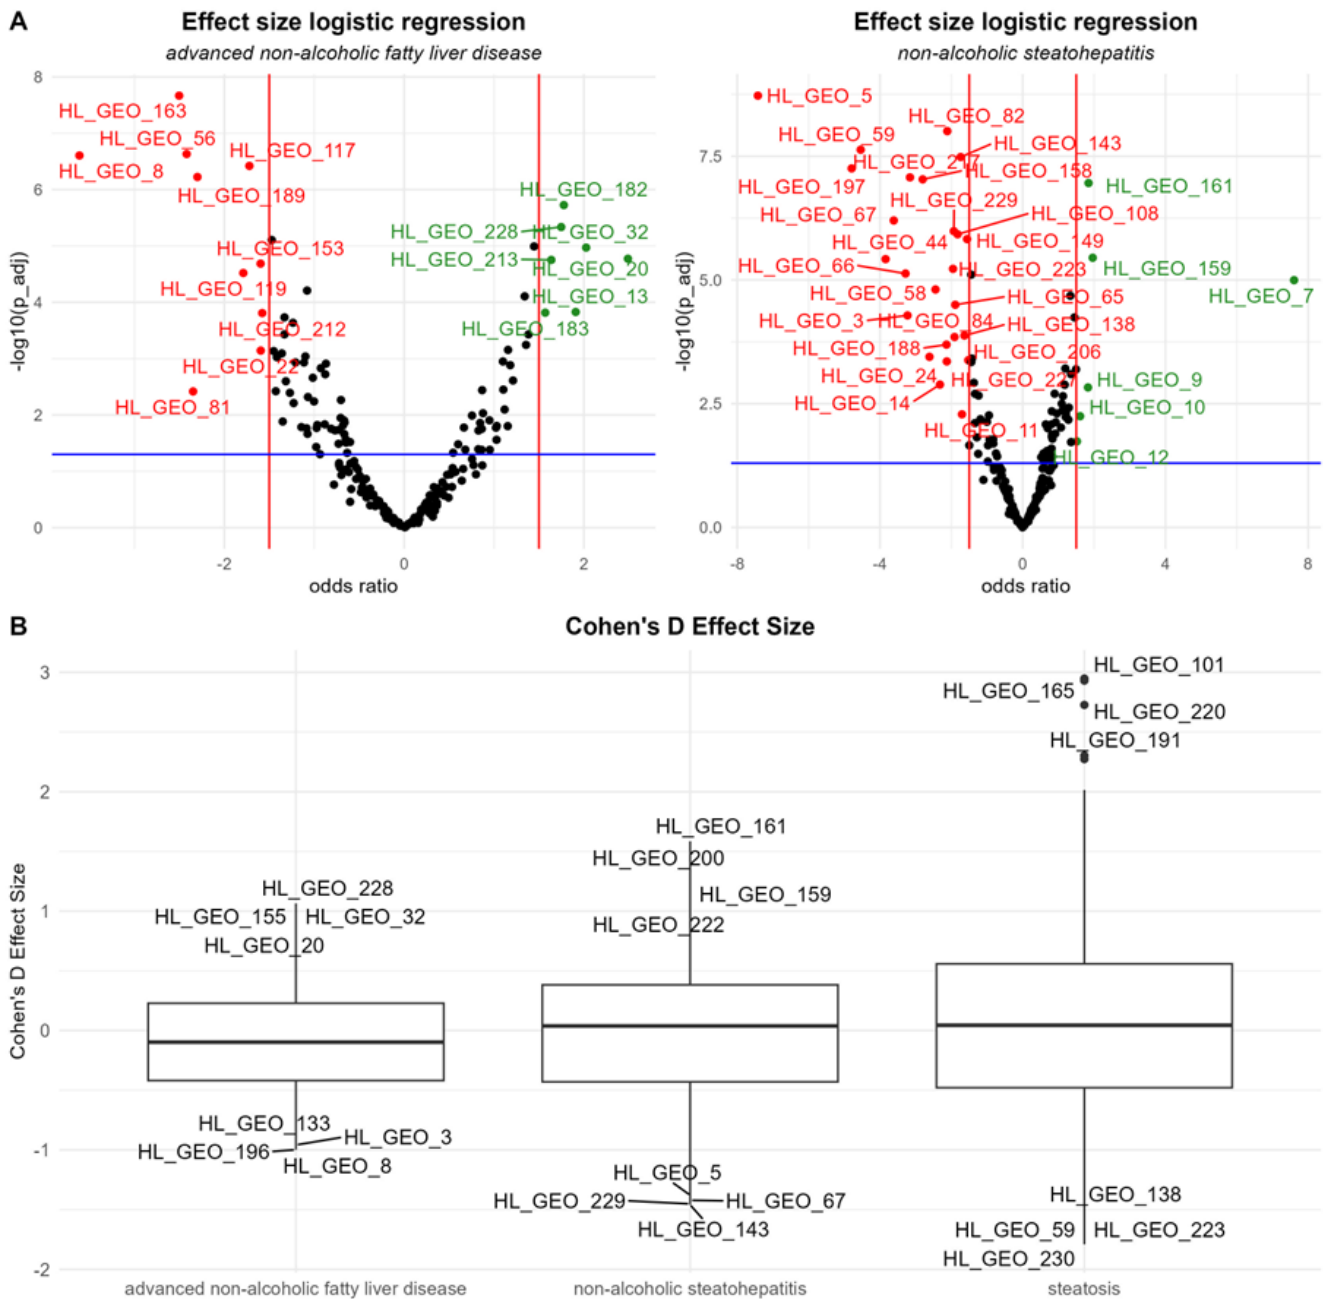 A
Effect size logistic regression
advanced non-alcoholic fatty liver disease
8
6
4
2
0
-log10(p_adj)
HL_GEO_163
HL_GEO_56
HL_GEO_117
HL_GEO_8
HL_GEO_189
HL_GEO_182
HL_GEO_228
HL_GEO_32
HL_GEO_153
HL_GEO_213
HL_GEO_20
HL_GEO_119
HL_GEO_13
HL_GEO_212
HL_GEO_183
HL_GEO_22
HL_GEO_81
-2
0
2
odds ratio
Effect size logistic regression
non-alcoholic steatohepatitis
7.5
5.0
2.5
0.0
-log10(p_adj)
HL_GEO_5
HL_GEO_82
HL_GEO_59
HL_GEO_143
HL_GEO_217
HL_GEO_158
HL_GEO_197
HL_GEO_161
HL_GEO_229
HL_GEO_67
HL_GEO_108
HL_GEO_44
HL_GEO_149
HL_GEO_66
HL_GEO_223
HL_GEO_159
HL_GEO_58
HL_GEO_65
HL_GEO_7
HL_GEO_3
HL_GEO_84
HL_GEO_138
HL_GEO_188
HL_GEO_206
HL_GEO_24
HL_GEO_227
HL_GEO_9
HL_GEO_14
HL_GEO_10
HL_GEO_11
HL_GEO_12
-8
-4
0
4
8
odds ratio
B
Cohen's D Effect Size
3
2
1
0
-1
-2
Cohen's D Effect Size
HL_GEO_228
HL_GEO_155
HL_GEO_32
HL_GEO_20
HL_GEO_133
HL_GEO_3
HL_GEO_196
HL_GEO_8
HL_GEO_161
HL_GEO_200
HL_GEO_159
HL_GEO_222
HL_GEO_5
HL_GEO_229
HL_GEO_67
HL_GEO_143
HL_GEO_101
HL_GEO_165
HL_GEO_220
HL_GEO_191
HL_GEO_138
HL_GEO_59
HL_GEO_223
HL_GEO_230
advanced non-alcoholic fatty liver disease
non-alcoholic steatohepatitis
steatosis